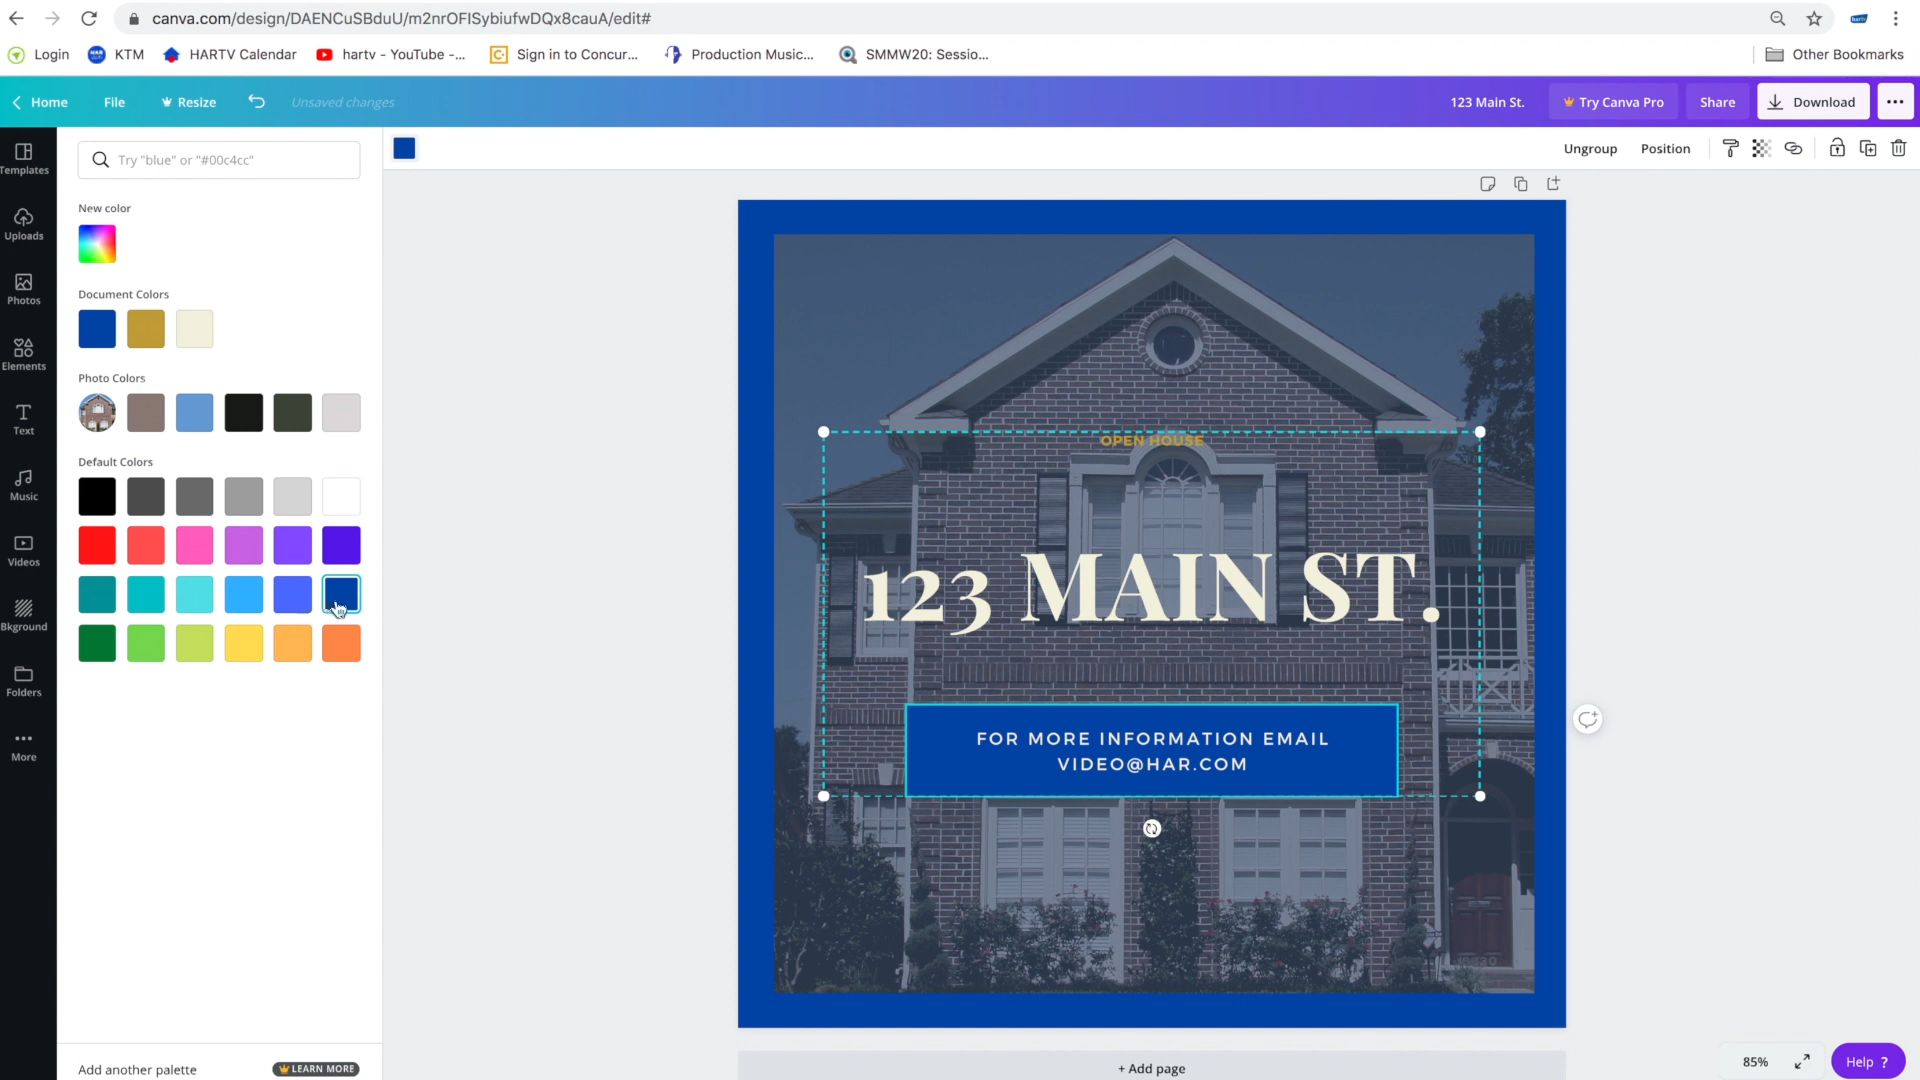 canva.com/design/DAENCuSBduU/m2nrOFISybiufwDQx8cauA/edit#
Login
KTM
HARTV Calendar
hartv - YouTube -...
Sign in to Concur...
Production Music...
SMMW20: Sessio...
Other Bookmarks
Home
File
Resize
Unsaved changes
123 Main St.
Try Canva Pro
Share
Download
Templates
Uploads
Photos
Elements
Text
Music
Videos
Bkground
Folders
More
Try "blue" or "#00c4cc"
New color
Document Colors
Photo Colors
Default Colors
Add another palette
LEARN MORE
Ungroup
Position
OPEN HOUSE
123 MAIN ST.
FOR MORE INFORMATION EMAIL
VIDEO@HAR.COM
+ Add page
85%
Help ?